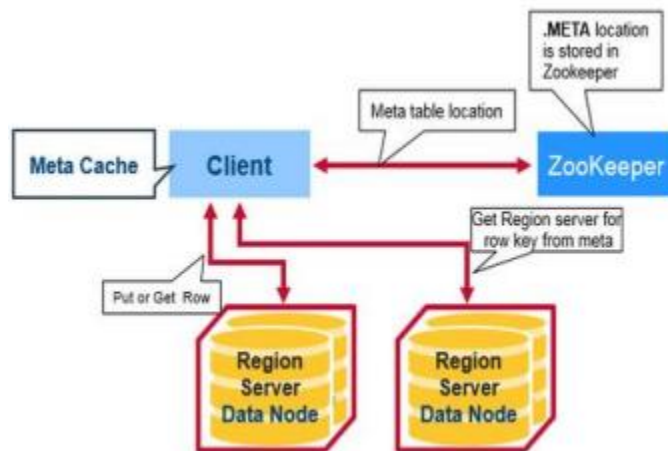 .META location
is stored in
Zookeeper
Meta table location
Meta Cache
Client
ZooKeeper
Get Region server for
row key from meta
Put or Get Row
Region
Server
Data Node
Region
Server
Data Node